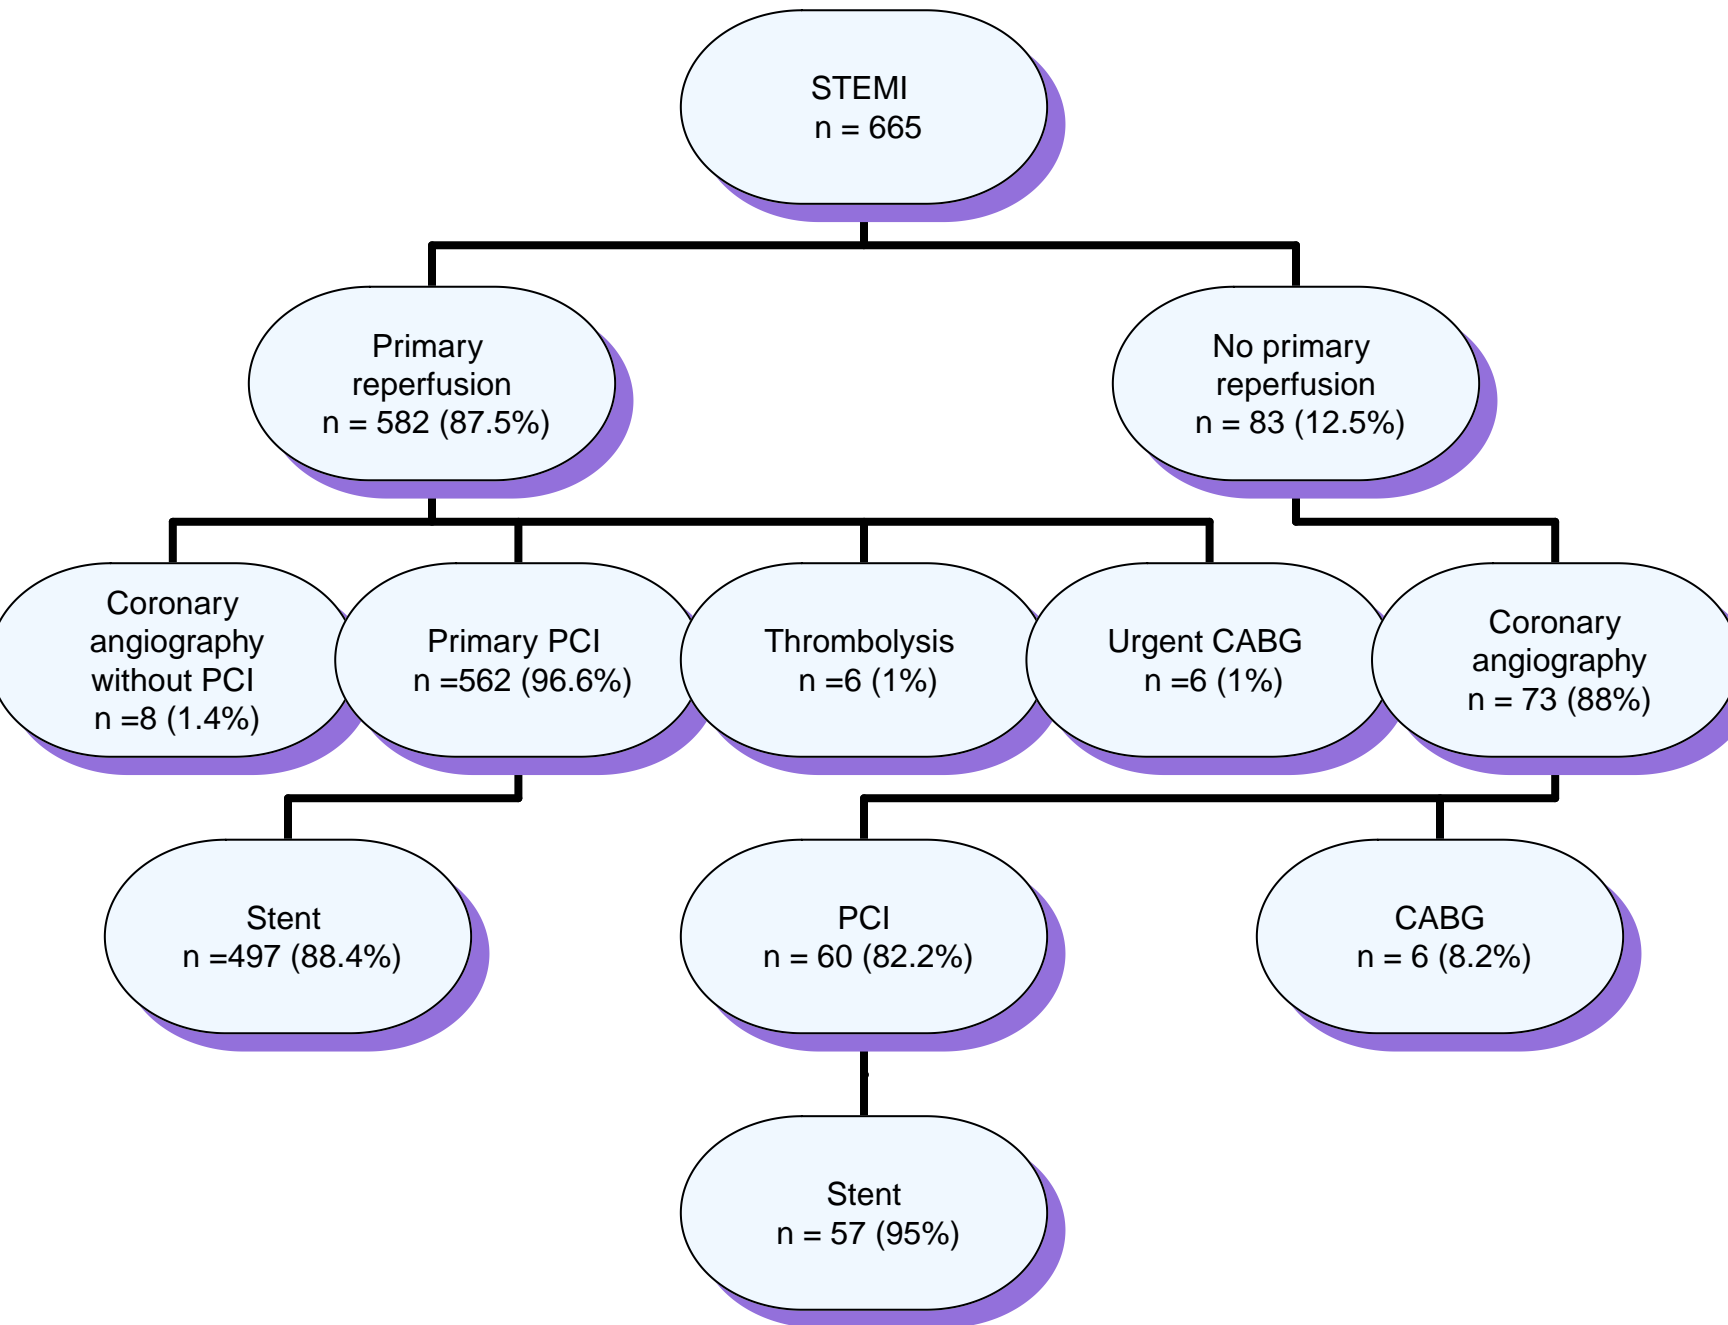 STEMI
n = 665
Primary
reperfusion
n = 582 (87.5%)
No primary
reperfusion
n = 83 (12.5%)
Coronary
angiography
without PCI
n =8 (1.4%)
Primary PCI
n =562 (96.6%)
Thrombolysis
n =6 (1%)
Urgent CABG
n =6 (1%)
Coronary
angiography
n = 73 (88%)
Stent
n =497 (88.4%)
PCI
n = 60 (82.2%)
CABG
n = 6 (8.2%)
Stent
n = 57 (95%)